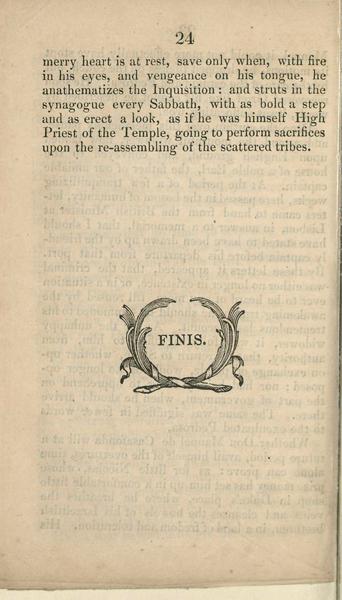 24
merry heart is at rest, save only when, with fire
in his eyes, and vengeance on his tongue, he
anathematizes the Inquisition: and struts in the
synagogue every Sabbath, with as bold a step
and as erect a look, as if he was himself High
Priest of the Temple, going to perform sacrifices
upon the re-assembling of the scattered tribes.
FINIS.